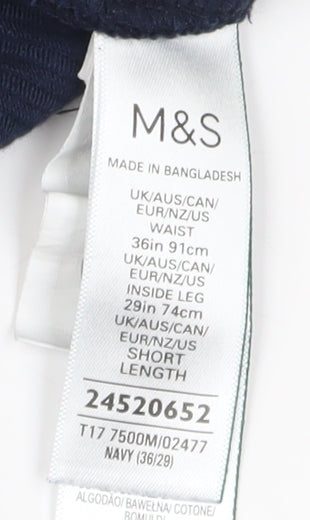 M&S
MADE IN BANGLADESH
UK/AUS/CAN/
EUR/NZ/US
WAIST
36in 91cm
UK/AUS/CAN/
EUR/NZ/US
INSIDE LEG
29in 74cm
UK/AUS/CAN/
EUR/NZ/US
SHORT
LENGTH
24520652
T17 7500M/02477
NAVY (36/29)
ALGODÃO/ BAWEŁNA/ COTONE/